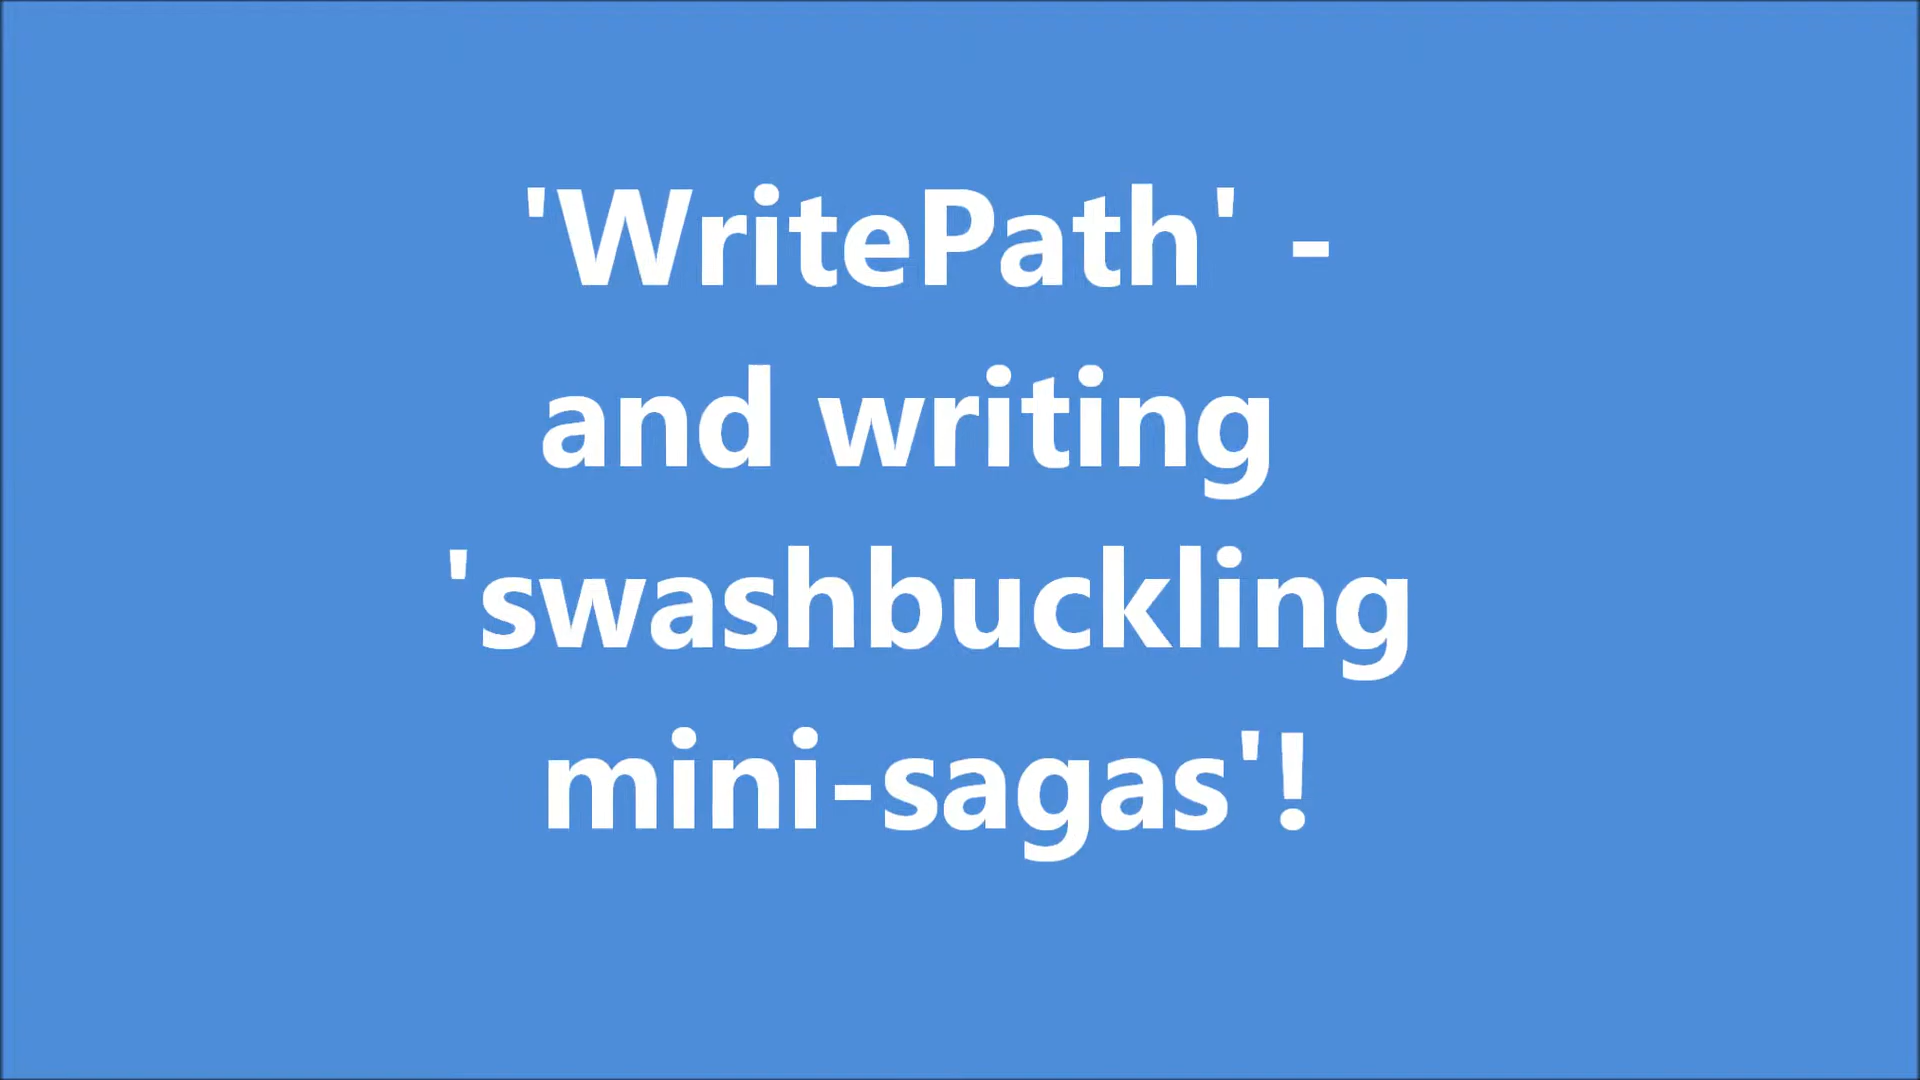 'WritePath' -
and writing
'swashbuckling
mini-sagas'!